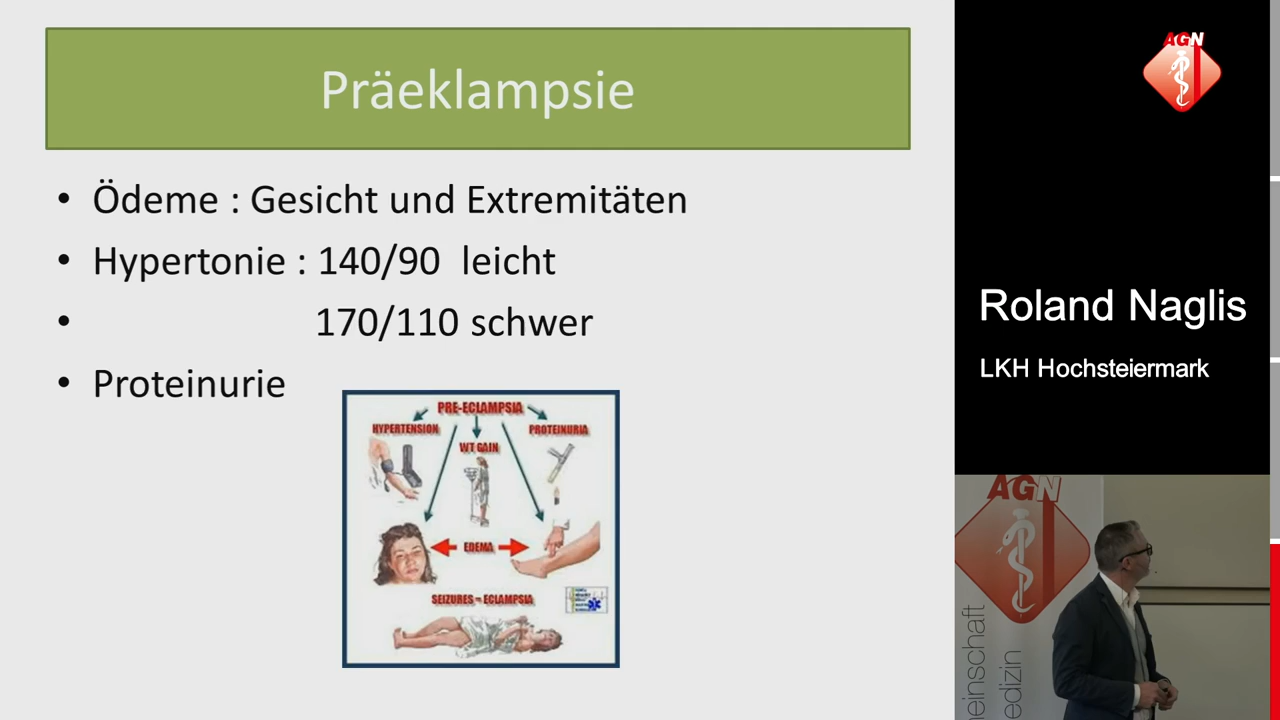 Präeklampsie
• Ödeme : Gesicht und Extremitäten
• Hypertonie : 140/90 leicht
• 170/110 schwer
• Proteinurie
PRE-ECLAMPSIA
HYPERTENSION
PROTEINURIA
WT GAIN
EDEMA
SEIZURES = ECLAMPSIA
AGN
Roland Naglis
LKH Hochsteiermark
AGN
einschaft
edizin